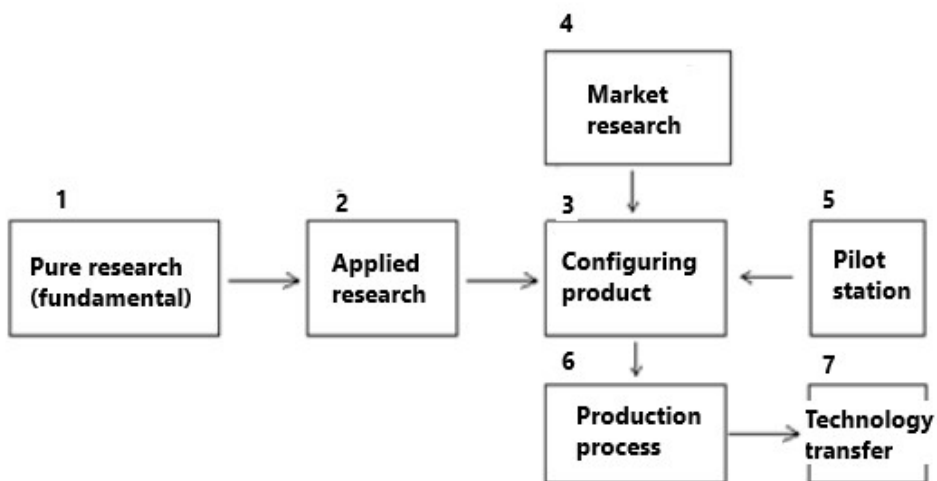 4
Market
research
1
2
3
5
Pure research
(fundamental)
Applied
research
Configuring
product
Pilot
station
6
7
Production
process
Technology
transfer